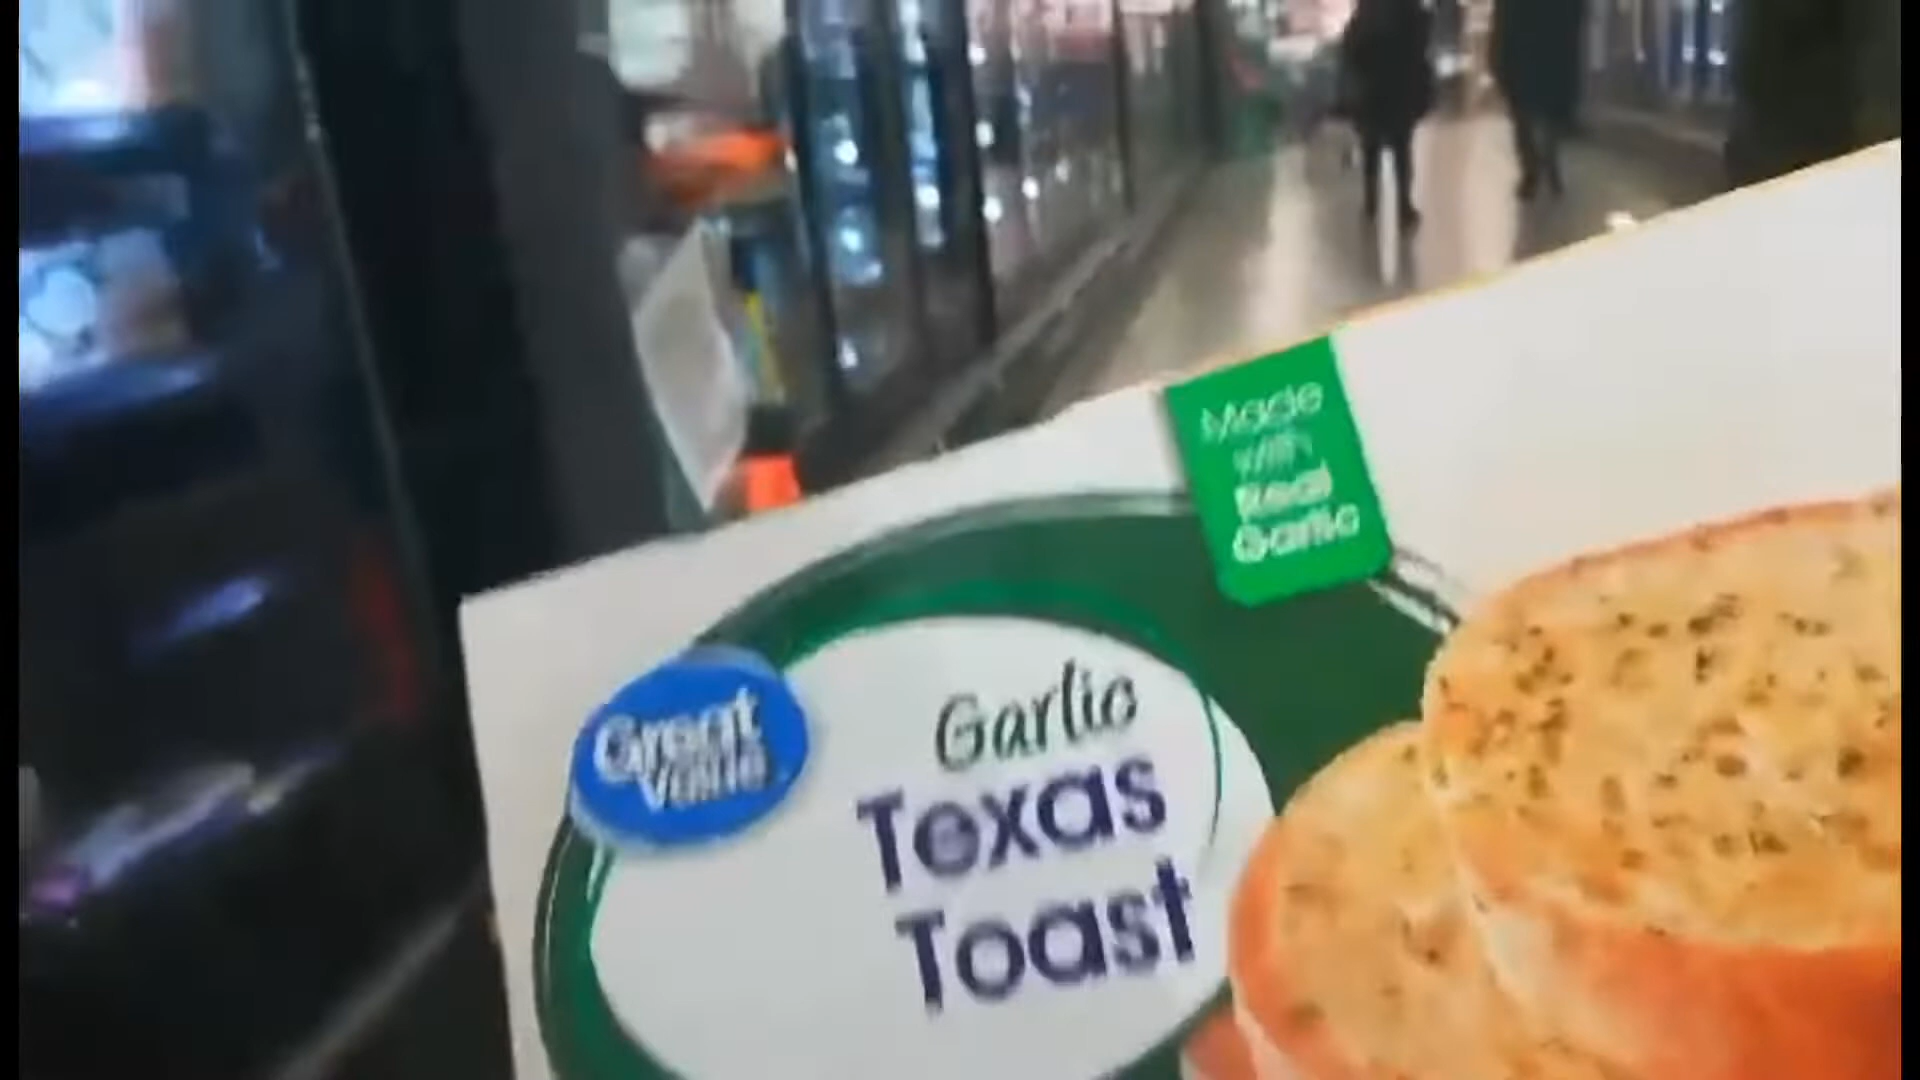 Made
with
Real
Garlic
Great
Value
Garlic
Texas
Toast